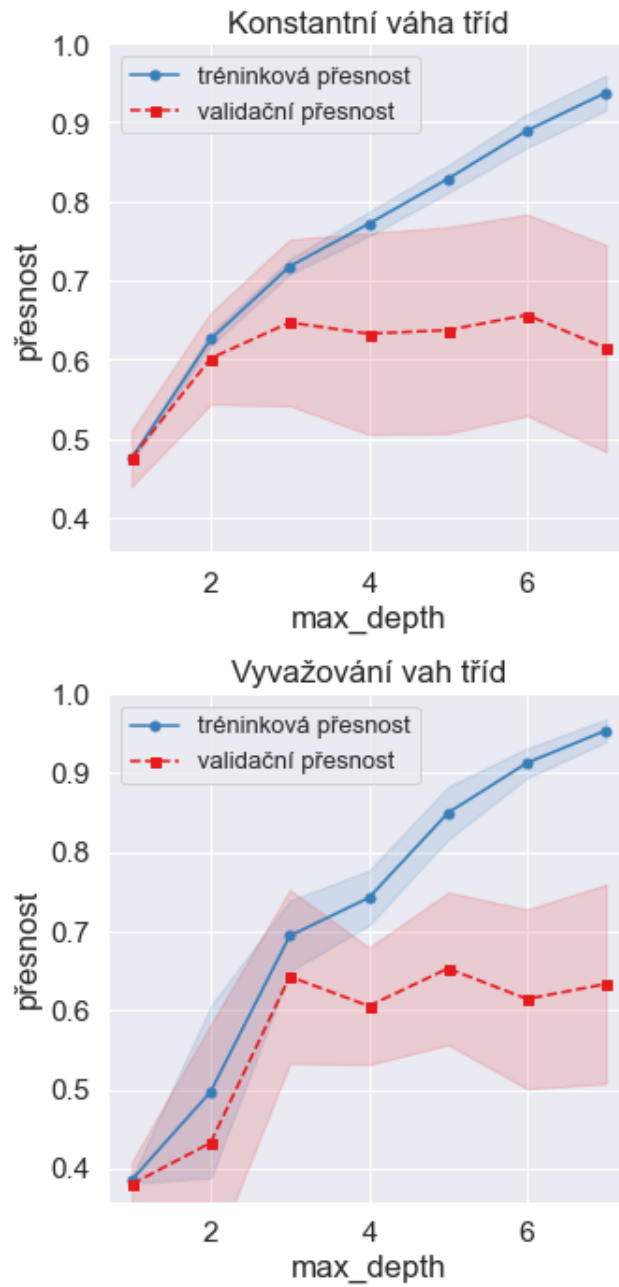 Konstantní váha tříd
1.0
tréninková přesnost
validační přesnost
0.9
0.8
0.7
0.6
0.5
0.4
přesnost
2
4
6
max_depth
Vyvažování vah tříd
1.0
tréninková přesnost
validační přesnost
0.9
0.8
0.7
0.6
0.5
0.4
přesnost
2
4
6
max_depth